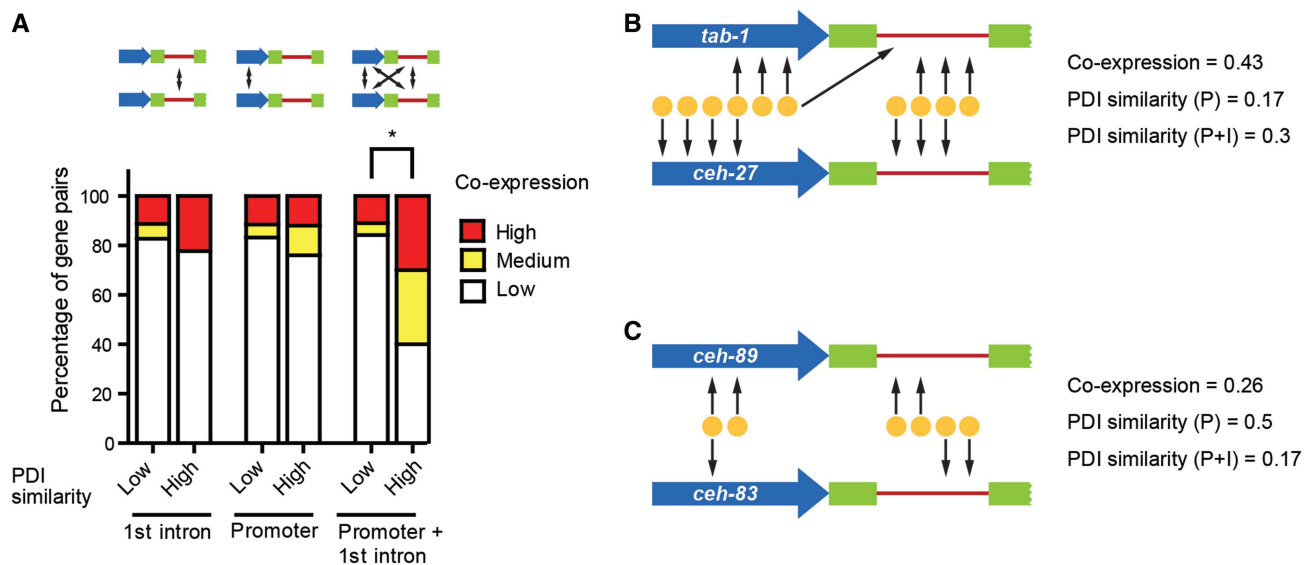 A
*
Percentage of gene pairs
100
80
60
40
20
0
Co-expression
High
Medium
Low
PDI
similarity
Low
High
Low
High
Low
High
1st intron
Promoter
Promoter +
1st intron
B
tab-1
ceh-27
Co-expression = 0.43
PDI similarity (P) = 0.17
PDI similarity (P+I) = 0.3
C
ceh-89
ceh-83
Co-expression = 0.26
PDI similarity (P) = 0.5
PDI similarity (P+I) = 0.17